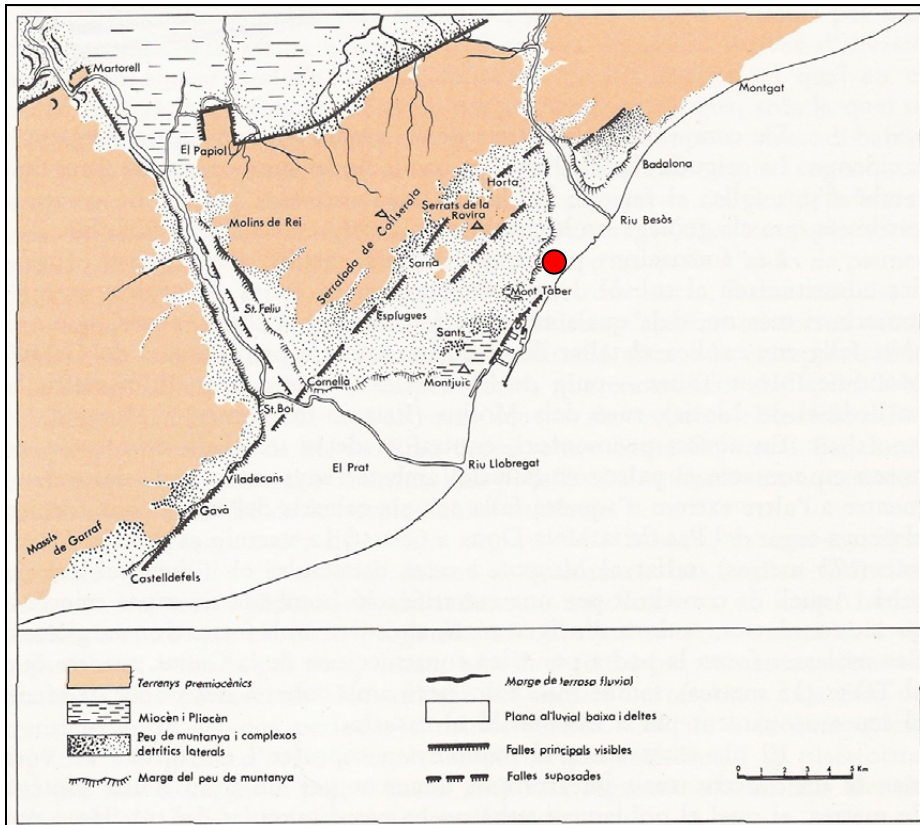 Martorell
Montgat
El Papiol
Badalona
Horta
Molins de Rei
Serralada de Collserola
Serrats de la
Rovira
Riu Besòs
Sarrià
Mont Tàber
St. Feliu
Esplugues
Sants
Montjuïc
Cornellà
St. Boi
El Prat
Riu Llobregat
Viladecans
Gavà
Massís de Garraf
Castelldefels
Terrenys premiocènics
Miocèn i Pliocèn
Peu de muntanya i complexos
detrítics laterals
Marge del peu de muntanya
Marge de terrassa fluvial
Plana al·luvial baixa i deltes
Falles principals visibles
Falles suposades
0 1 2 3 4 5 Km